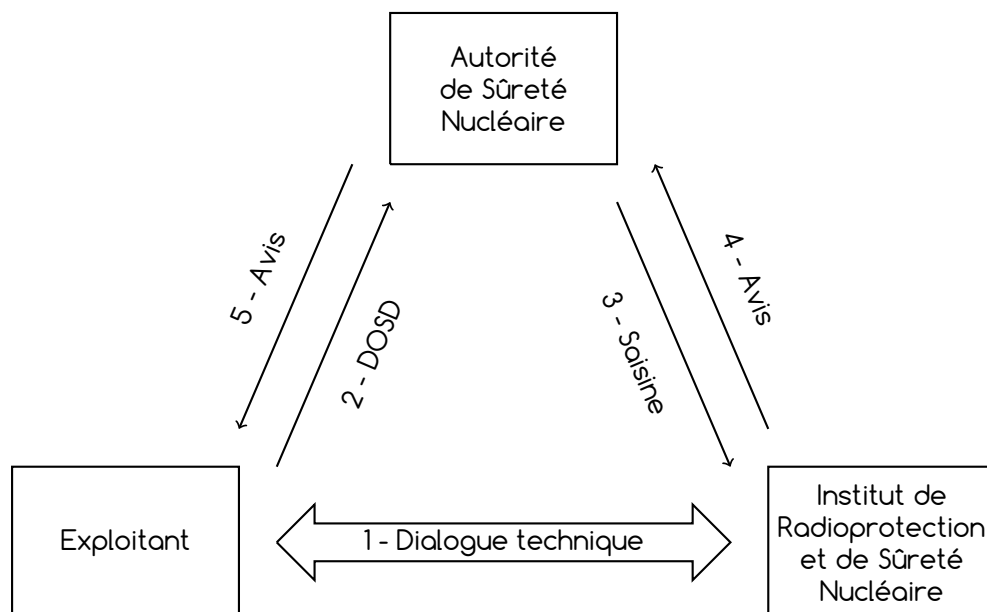 Autorité
de Sûreté
Nucléaire
5 - Avis
2 - DOSD
3 - Saisine
4 - Avis
Exploitant
1 - Dialogue technique
Institut de
Radioprotection
et de Sûreté
Nucléaire